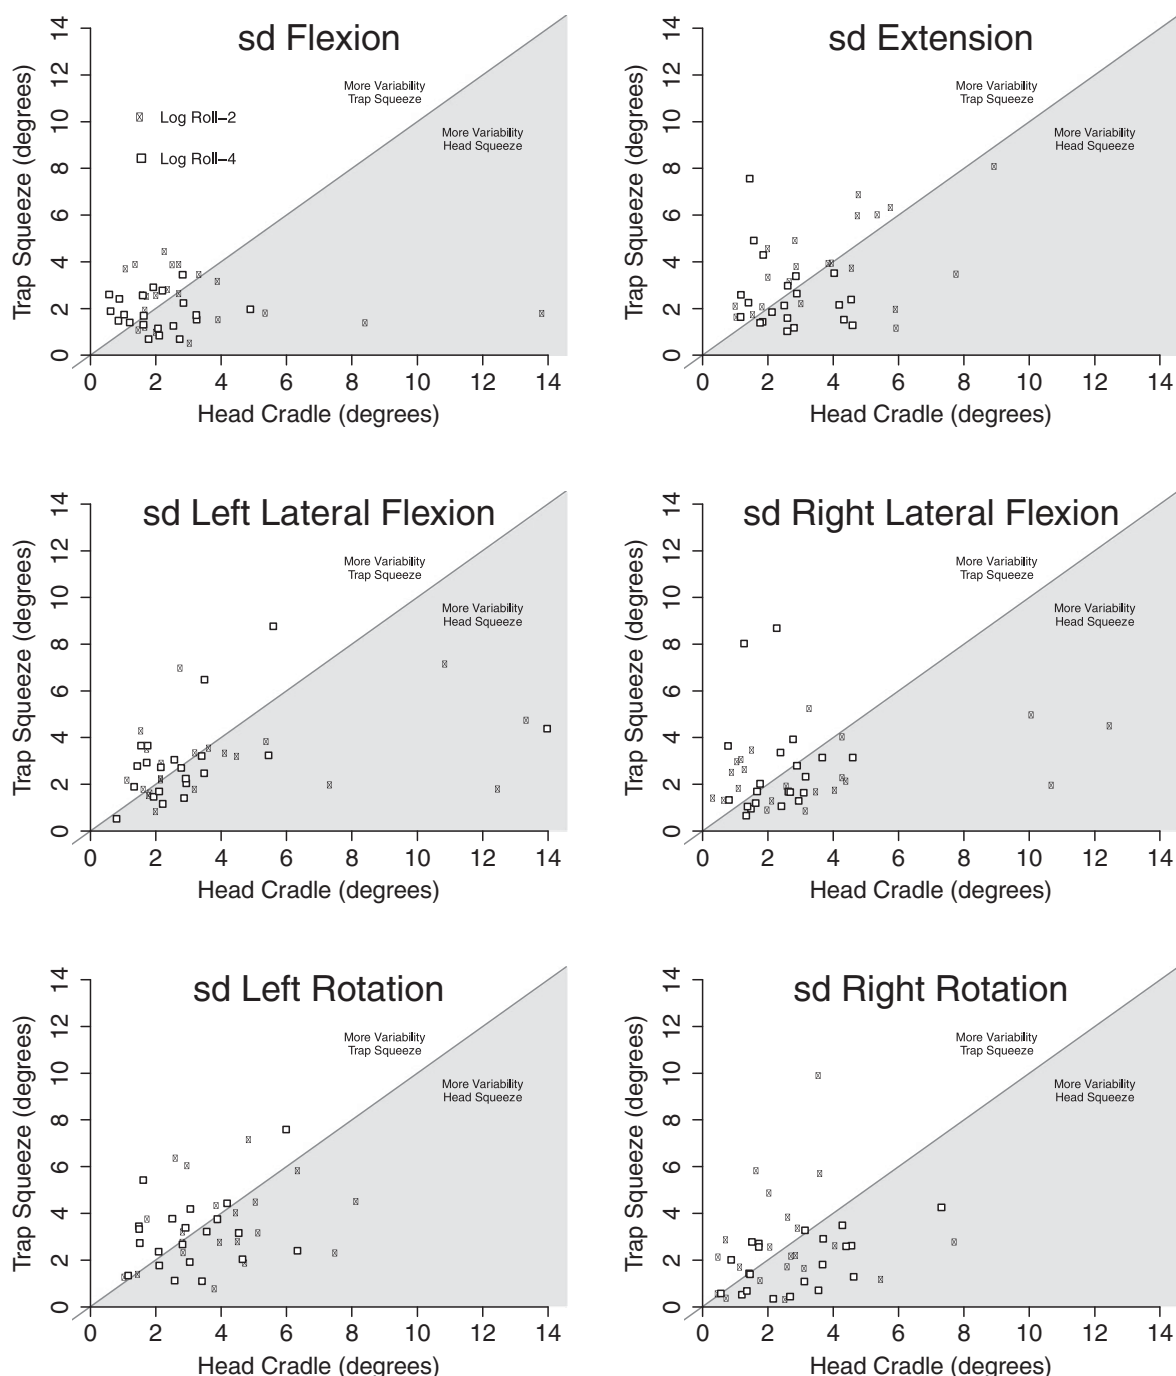 sd Flexion
Trap Squeeze (degrees)
14
12
10
8
6
4
2
0
More Variability
Trap Squeeze
More Variability
Head Squeeze
Log Roll–2
Log Roll–4
0 2 4 6 8 10 12 14
Head Cradle (degrees)
sd Extension
Trap Squeeze (degrees)
14
12
10
8
6
4
2
0
More Variability
Trap Squeeze
More Variability
Head Squeeze
0 2 4 6 8 10 12 14
Head Cradle (degrees)
sd Left Lateral Flexion
Trap Squeeze (degrees)
14
12
10
8
6
4
2
0
More Variability
Trap Squeeze
More Variability
Head Squeeze
0 2 4 6 8 10 12 14
Head Cradle (degrees)
sd Right Lateral Flexion
Trap Squeeze (degrees)
14
12
10
8
6
4
2
0
More Variability
Trap Squeeze
More Variability
Head Squeeze
0 2 4 6 8 10 12 14
Head Cradle (degrees)
sd Left Rotation
Trap Squeeze (degrees)
14
12
10
8
6
4
2
0
More Variability
Trap Squeeze
More Variability
Head Squeeze
0 2 4 6 8 10 12 14
Head Cradle (degrees)
sd Right Rotation
Trap Squeeze (degrees)
14
12
10
8
6
4
2
0
More Variability
Trap Squeeze
More Variability
Head Squeeze
0 2 4 6 8 10 12 14
Head Cradle (degrees)